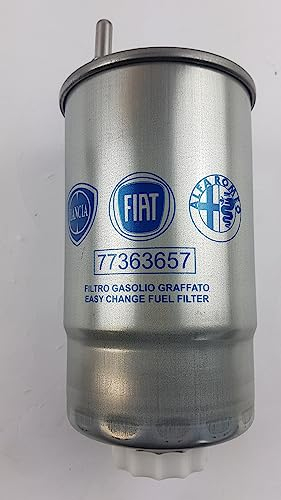 LANCIA FIAT ALFA ROMEO
77363657
FILTRO GASOLIO GRAFFATO
EASY CHANGE FUEL FILTER